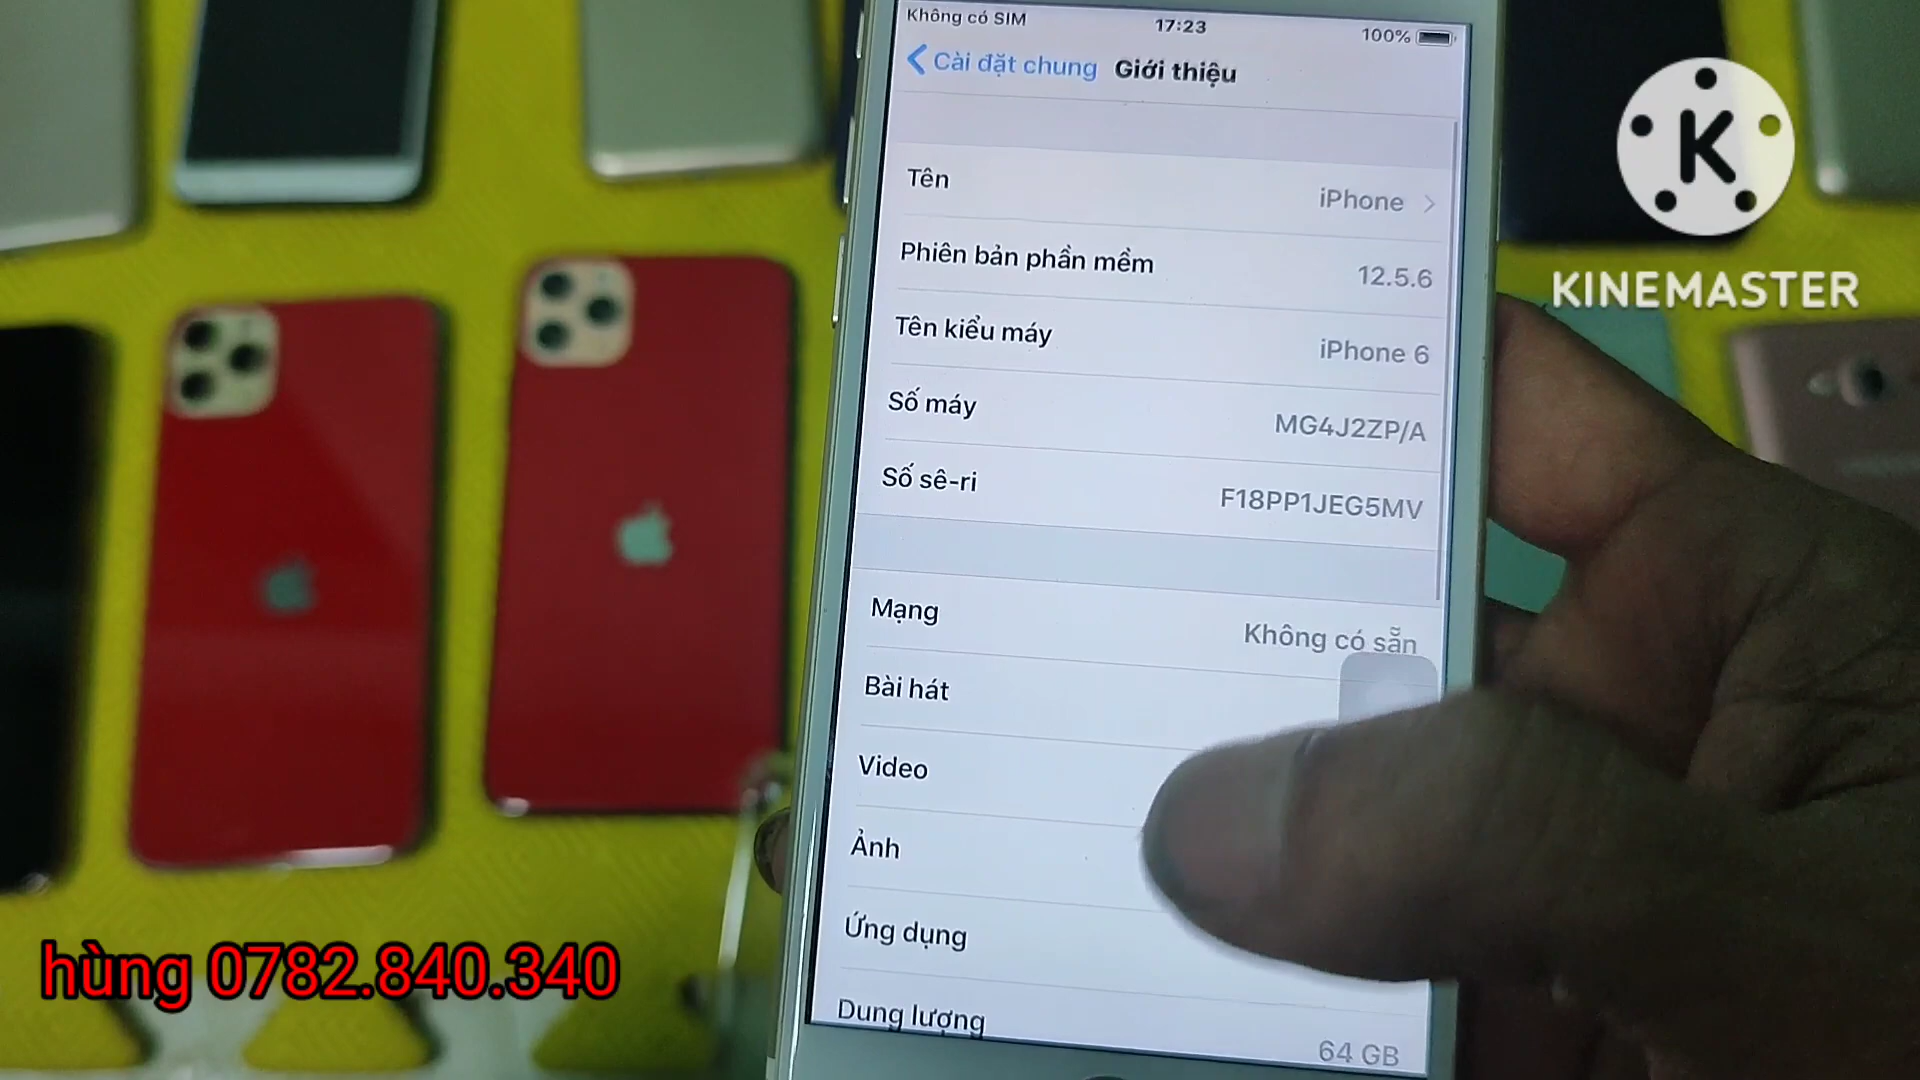 Không có SIM 17:23 100%
Cài đặt chung Giới thiệu
Tên iPhone
Phiên bản phần mềm 12.5.6
Tên kiểu máy iPhone 6
Số máy MG4J2ZP/A
Số sê-ri F18PP1JEG5MV
Mạng Không có sẵn
Bài hát
Video
Ảnh
Ứng dụng
Dung lượng 64 GB
K
KINEMASTER
hùng 0782.840.340